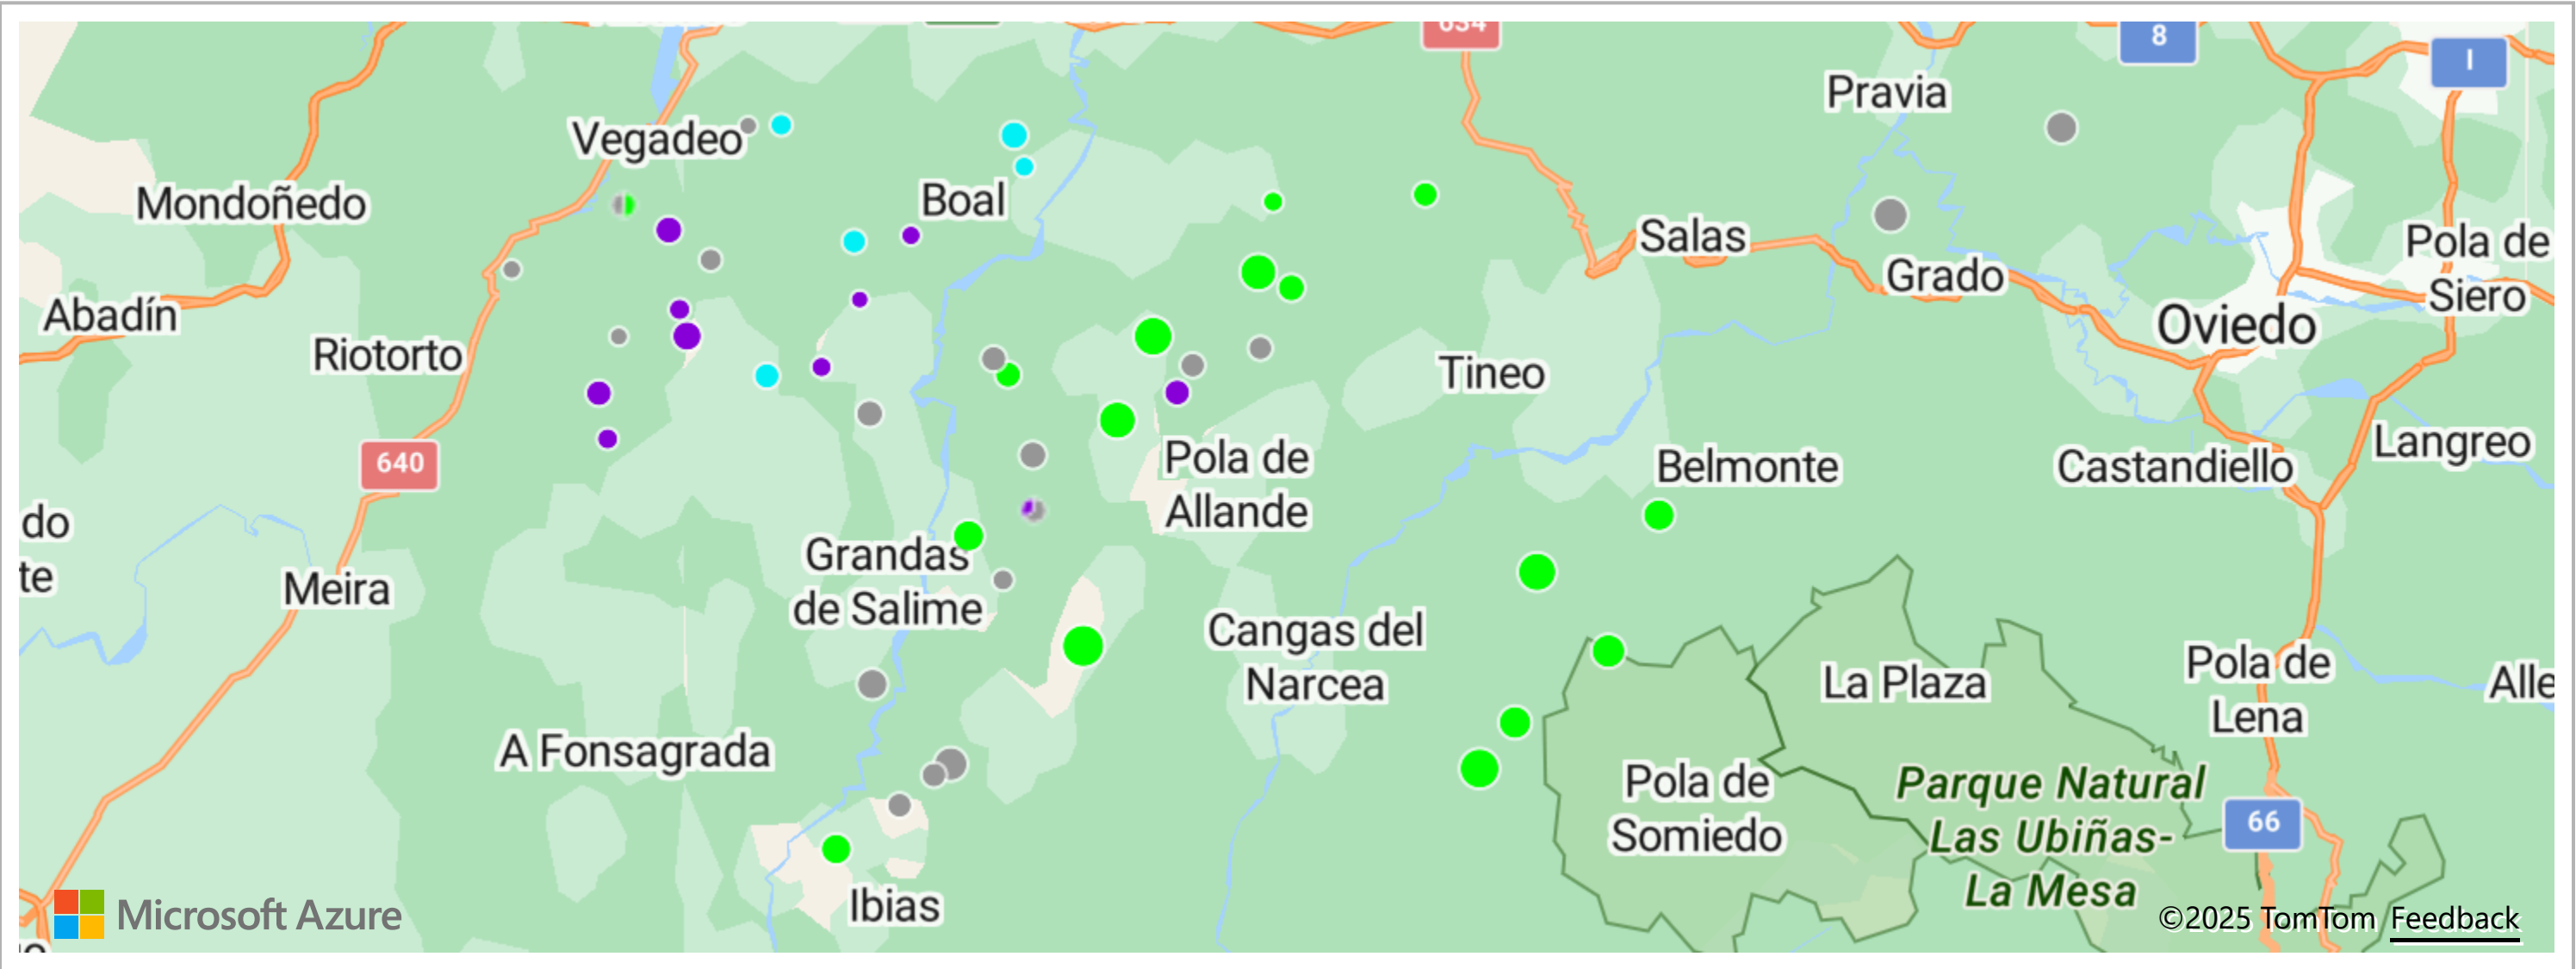 634
8
I
Pravia
Vegadeo
Mondoñedo
Boal
Salas
Pola de
Siero
Grado
Abadín
Oviedo
Riotorto
Tineo
640
Pola de
Allande
Belmonte
Castandiello
Langreo
do
te
Grandas
de Salime
Meira
Cangas del
Narcea
La Plaza
Pola de
Lena
Alle
A Fonsagrada
Pola de
Somiedo
Parque Natural
Las Ubiñas-
La Mesa
66
Ibias
Microsoft Azure
©2025 TomTom Feedback